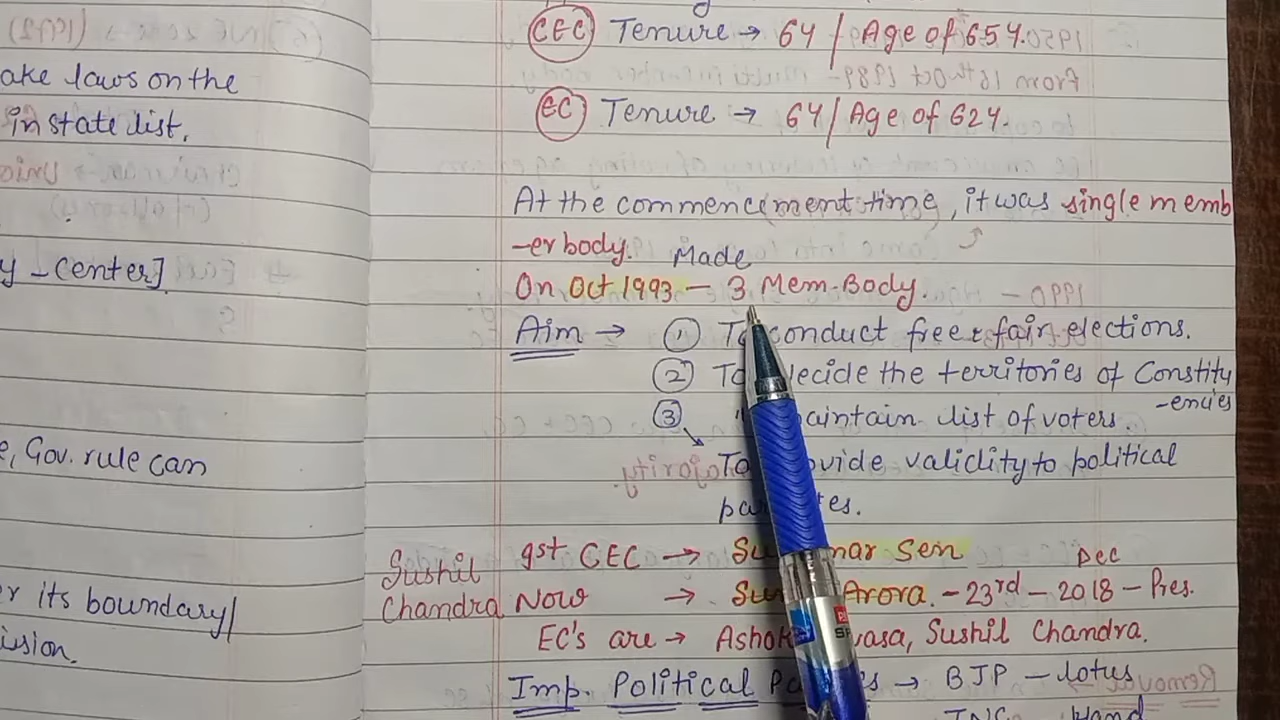 ake laws on the
in state list.
y - Center]
e, Gov. rule can
r its boundary/
ission.
CEC Tenure → 6y / Age of 65y.
EC Tenure → 6y / Age of 62y.
At the commencement time, it was single memb
-er body.
Made
On Oct 1993 - 3 Mem. Body.
Aim → ① To conduct free & fair elections.
② To decide the territories of Constity
-encies
③ " maintain list of voters.
→ To provide validity to political
parties.
Sushil
Chandra
9st CEC → Sen
Dec
Now → Arora. - 23rd - 2018 - Pres.
EC's are → Ashok vasa, Sushil Chandra.
Imp. Political → BJP - lotus
INC Hand